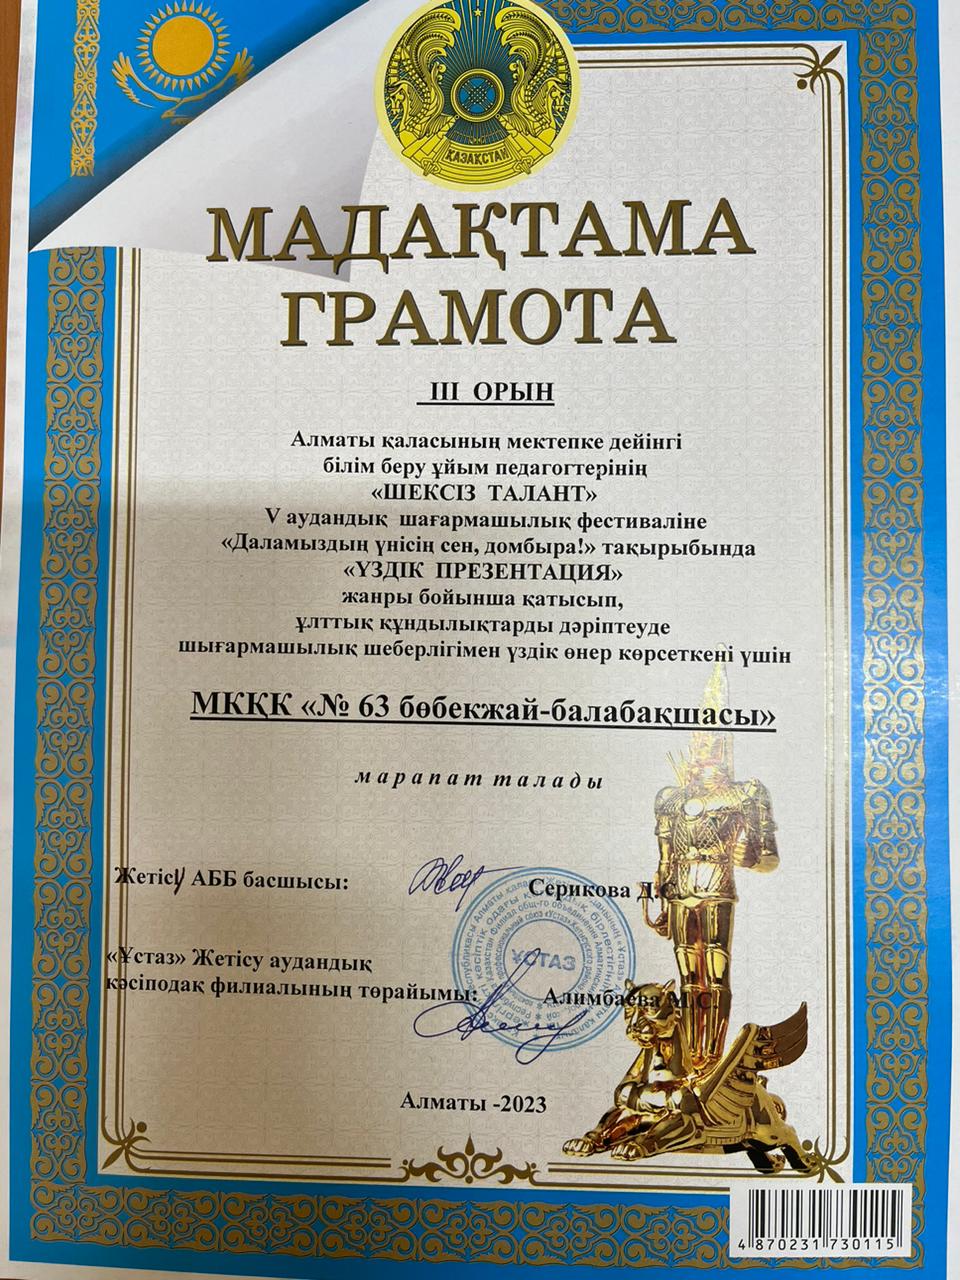 ҚАЗАҚСТАН
МАДАҚТАМА
ГРАМОТА
III ОРЫН
Алматы қаласының мектепке дейінгі
білім беру ұйым педагогтерінің
«ШЕКСІЗ ТАЛАНТ»
V аудандық шағармашылық фестиваліне
«Даламыздың үнісің сен, домбыра!» тақырыбында
«ҮЗДІК ПРЕЗЕНТАЦИЯ»
жанры бойынша қатысып,
ұлттық құндылықтарды дәріптеуде
шығармашылық шеберлігімен үздік өнер көрсеткені үшін
МКҚК «№ 63 бөбекжай-балабақшасы»
марапатталады
Жетісу АББ басшысы: Серикова Д.С.
ҰСТАЗ
«Ұстаз» Жетісу аудандық
кәсіподақ филиалының төрайымы: Алимбаева М.С.
Алматы -2023
4 870231 730115